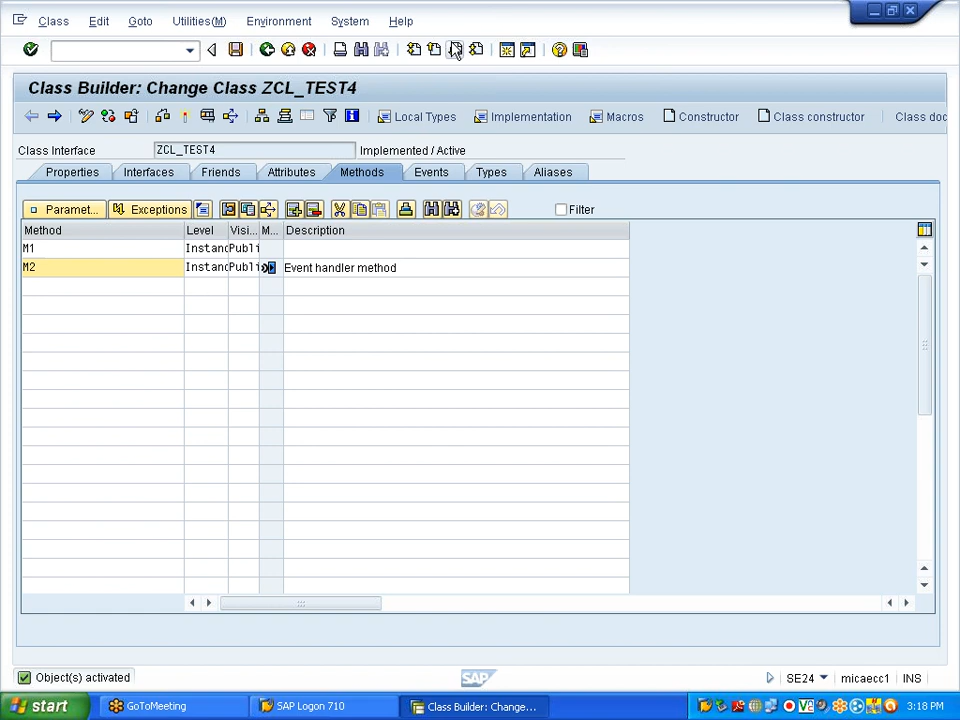 Class Edit Goto Utilities(M) Environment System Help
Class Builder: Change Class ZCL_TEST4
Local Types Implementation Macros Constructor Class constructor Class doc
Class Interface ZCL_TEST4 Implemented / Active
Properties Interfaces Friends Attributes Methods Events Types Aliases
Paramet... Exceptions Filter
Method Level Visi... M... Description
M1 Instanc Publi
M2 Instanc Publi Event handler method
Object(s) activated SAP SE24 micaecc1 INS
start GoToMeeting SAP Logon 710 Class Builder: Change... 3:18 PM